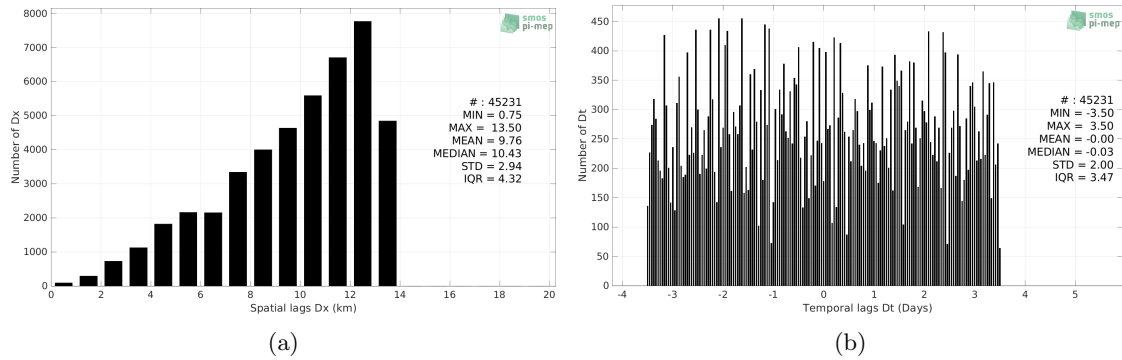 8000
7000
6000
5000
4000
3000
2000
1000
0
Number of Dx
smos
pi-mep
# : 45231
MIN = 0.75
MAX = 13.50
MEAN = 9.76
MEDIAN = 10.43
STD = 2.94
IQR = 4.32
0 2 4 6 8 10 12 14 16 18 20
Spatial lags Dx (km)
(a)
450
400
350
300
250
200
150
100
50
0
Number of Dt
smos
pi-mep
# : 45231
MIN = -3.50
MAX = 3.50
MEAN = -0.00
MEDIAN = -0.03
STD = 2.00
IQR = 3.47
-4 -3 -2 -1 0 1 2 3 4 5
Temporal lags Dt (Days)
(b)